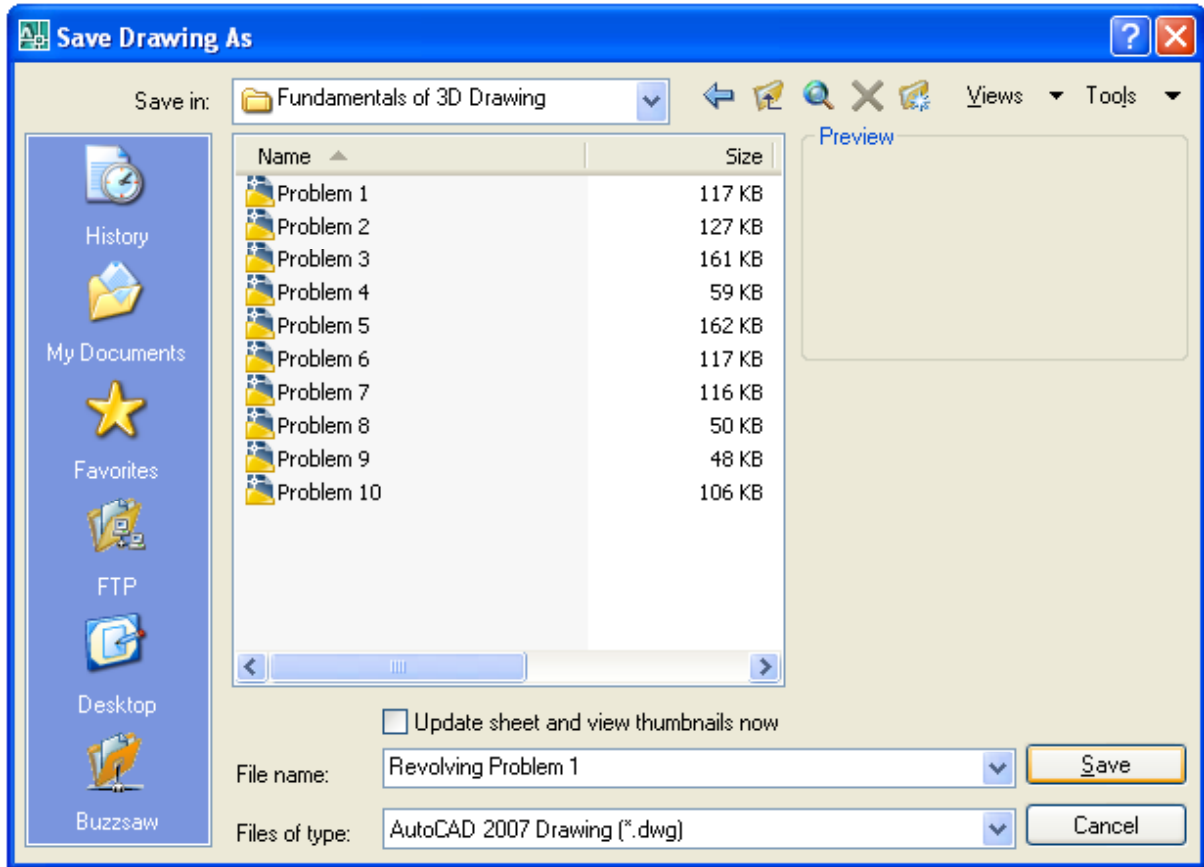 Save Drawing As
Save in:
Fundamentals of 3D Drawing
Views
Tools
History
My Documents
Favorites
FTP
Desktop
Buzzsaw
Name Size
Problem 1 117 KB
Problem 2 127 KB
Problem 3 161 KB
Problem 4 59 KB
Problem 5 162 KB
Problem 6 117 KB
Problem 7 116 KB
Problem 8 50 KB
Problem 9 48 KB
Problem 10 106 KB
Preview
Update sheet and view thumbnails now
File name: Revolving Problem 1
Save
Files of type: AutoCAD 2007 Drawing (*.dwg)
Cancel